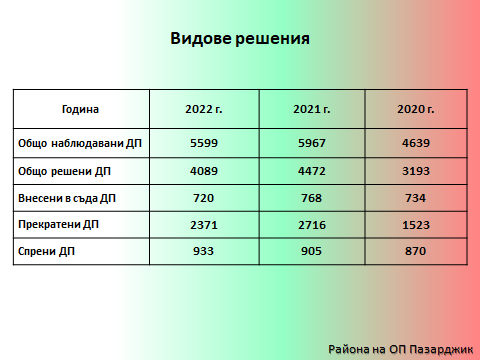 Видове решения
Година 2022 г. 2021 г. 2020 г.
Общо наблюдавани ДП 5599 5967 4639
Общо решени ДП 4089 4472 3193
Внесени в съда ДП 720 768 734
Прекратени ДП 2371 2716 1523
Спрени ДП 933 905 870
Района на ОП Пазарджик